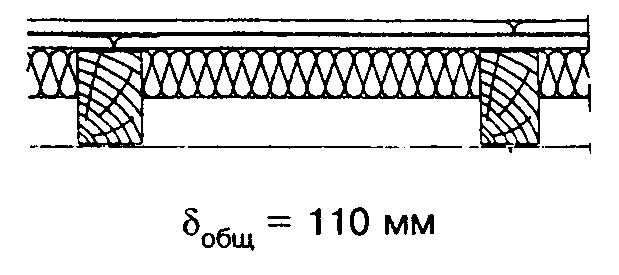 δобщ = 110 мм